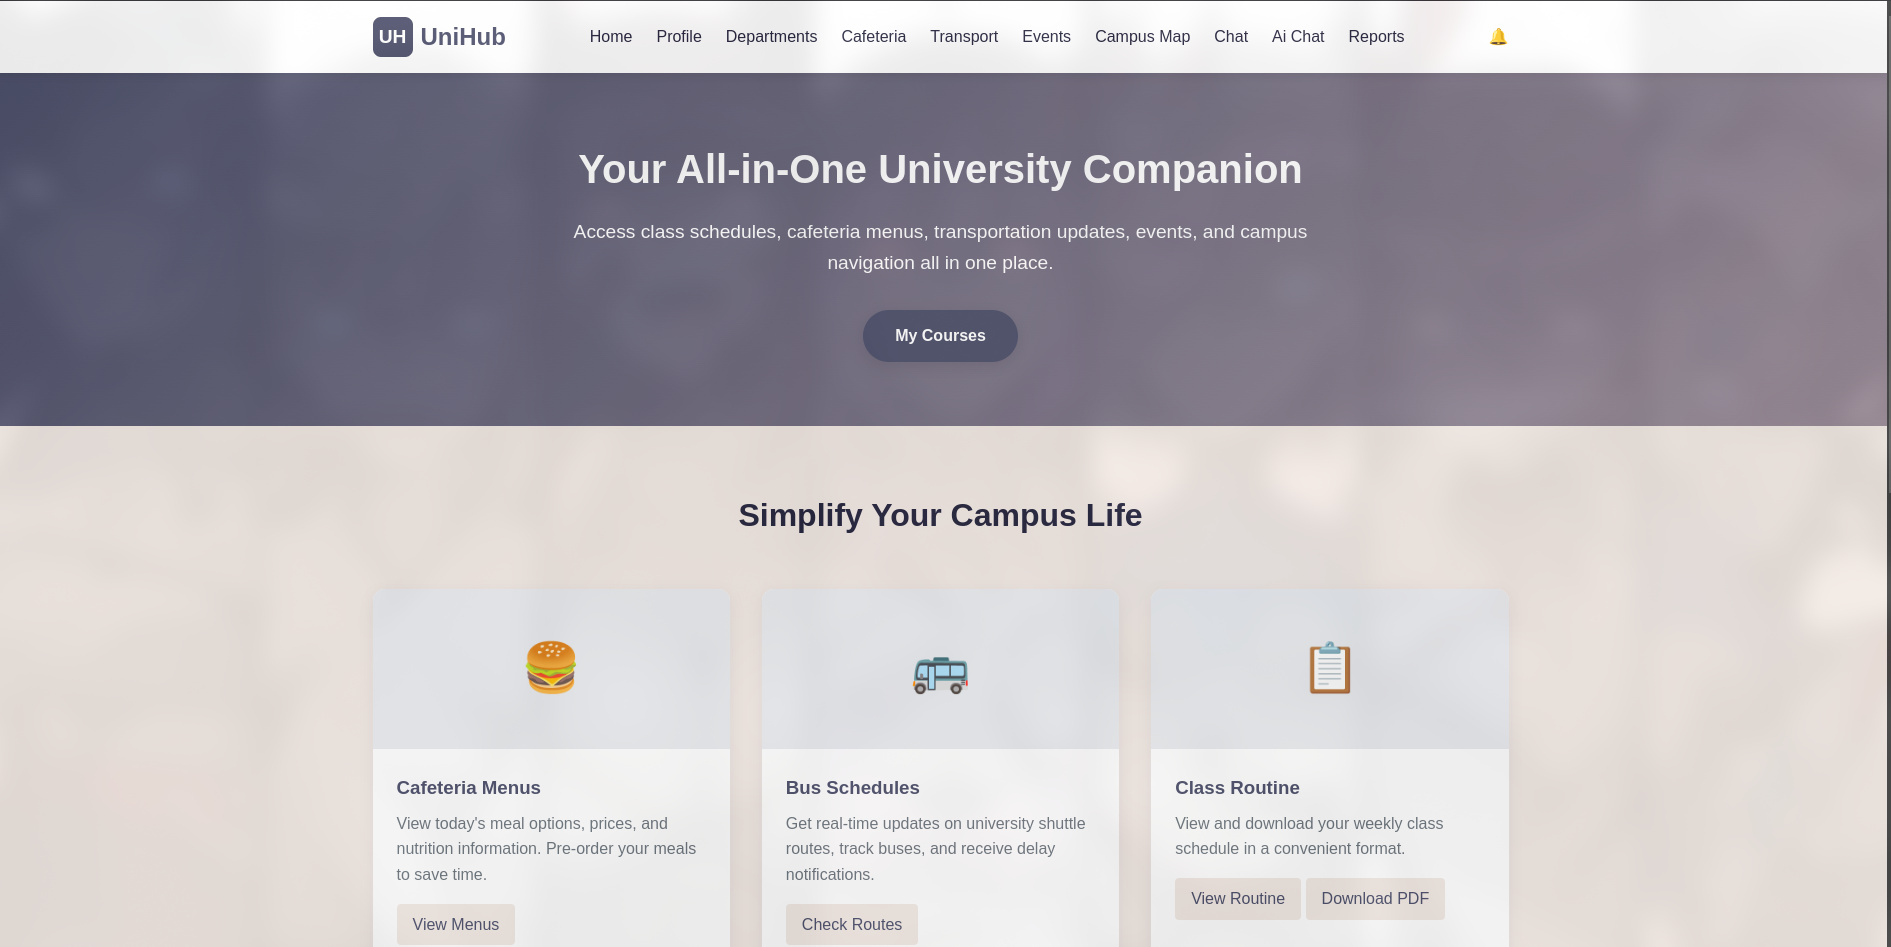 UH UniHub Home Profile Departments Cafeteria Transport Events Campus Map Chat Ai Chat Reports
Your All-in-One University Companion
Access class schedules, cafeteria menus, transportation updates, events, and campus
navigation all in one place.
My Courses
Simplify Your Campus Life
Cafeteria Menus
View today's meal options, prices, and
nutrition information. Pre-order your meals
to save time.
View Menus
Bus Schedules
Get real-time updates on university shuttle
routes, track buses, and receive delay
notifications.
Check Routes
Class Routine
View and download your weekly class
schedule in a convenient format.
View Routine Download PDF